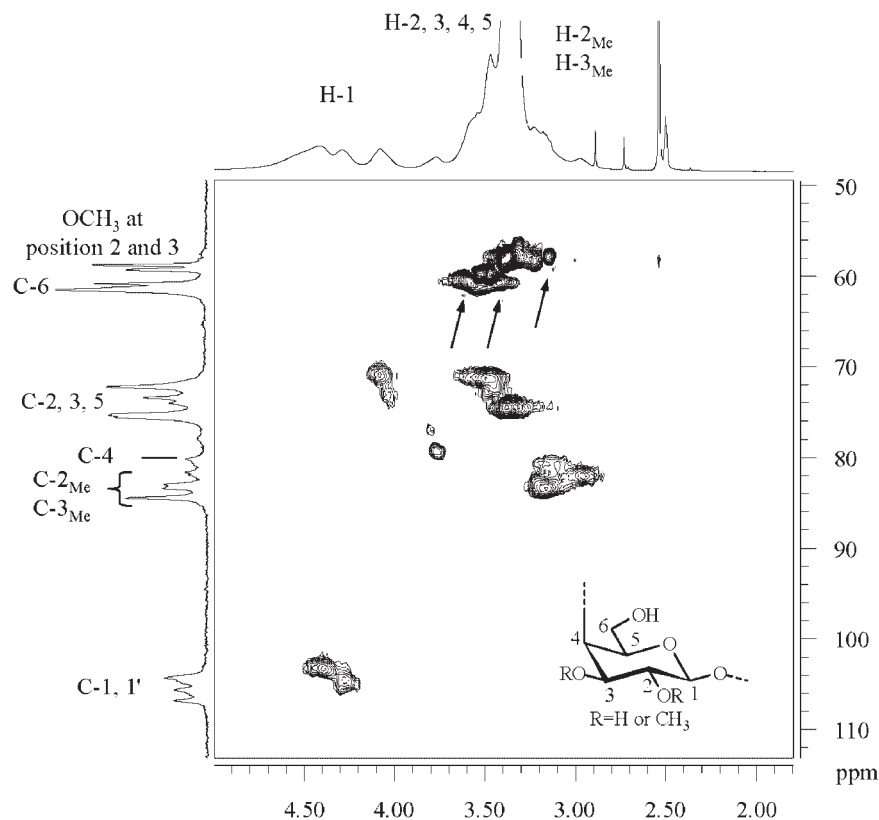 H-2, 3, 4, 5
H-2Me
H-3Me
H-1
50
OCH3 at
position 2 and 3
60
C-6
70
C-2, 3, 5
80
C-4
C-2Me
C-3Me
90
100
C-1, 1'
110
ppm
6
OH
4
5
O
RO
3
2
OR
1
O
R=H or CH3
4.50 4.00 3.50 3.00 2.50 2.00